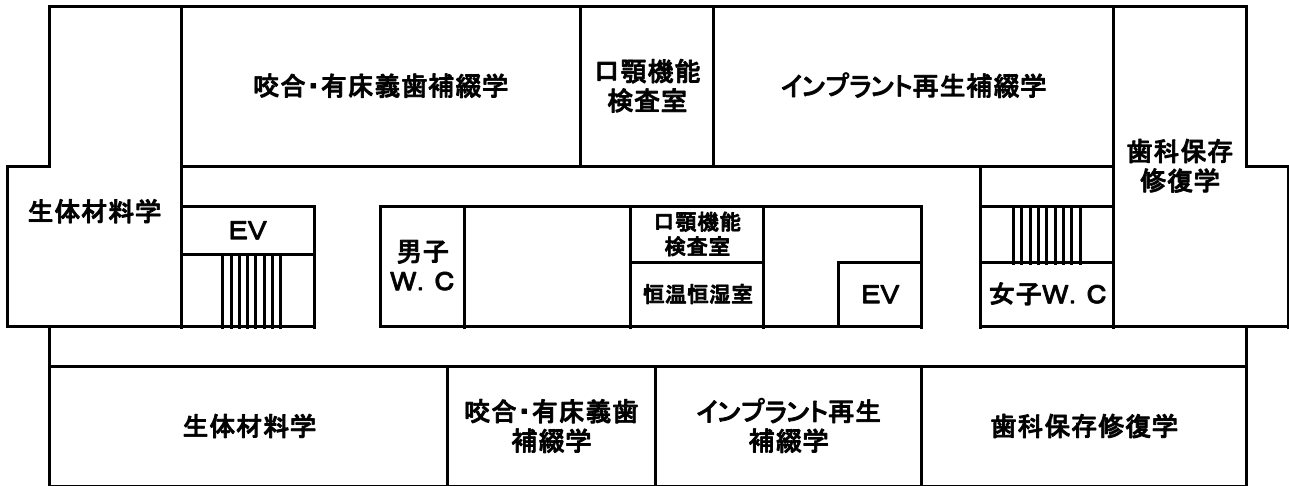 咬合・有床義歯補綴学
口顎機能
検査室
インプラント再生補綴学
歯科保存
修復学
生体材料学
EV
男子
W．C
口顎機能
検査室
恒温恒湿室
EV
女子W．C
生体材料学
咬合・有床義歯
補綴学
インプラント再生
補綴学
歯科保存修復学